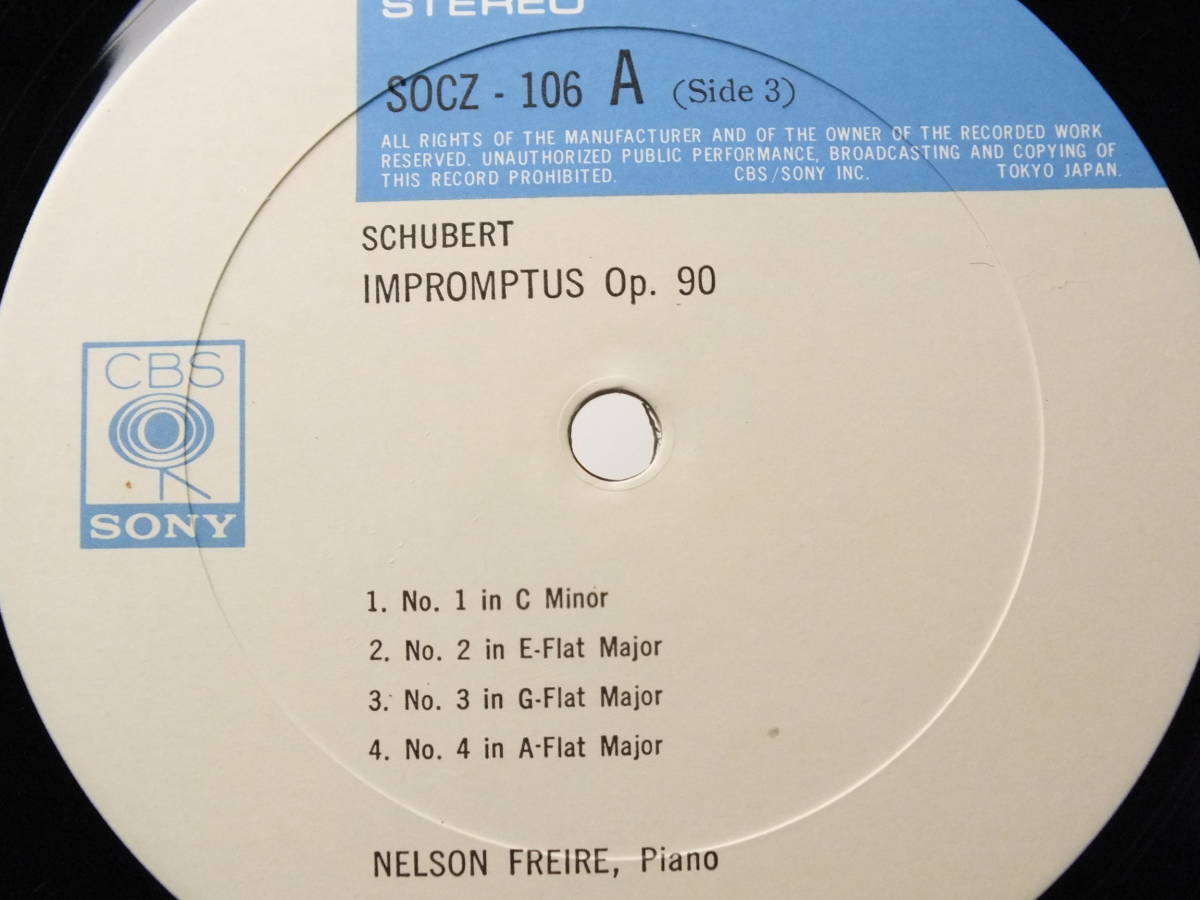 STEREO
SOCZ - 106 A (Side 3)
ALL RIGHTS OF THE MANUFACTURER AND OF THE OWNER OF THE RECORDED WORK
RESERVED. UNAUTHORIZED PUBLIC PERFORMANCE, BROADCASTING AND COPYING OF
THIS RECORD PROHIBITED. CBS/SONY INC. TOKYO JAPAN.
SCHUBERT
IMPROMPTUS Op. 90
CBS
SONY
1. No. 1 in C Minor
2. No. 2 in E-Flat Major
3. No. 3 in G-Flat Major
4. No. 4 in A-Flat Major
NELSON FREIRE, Piano